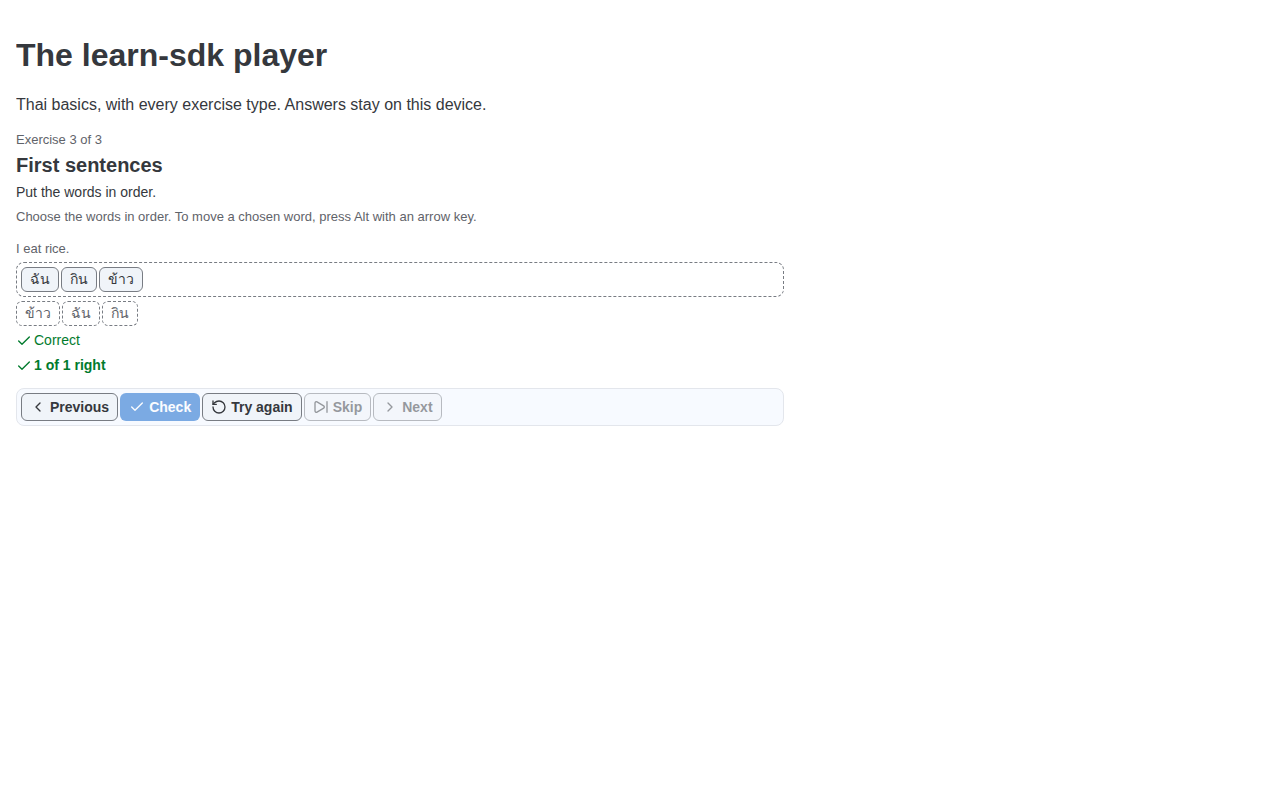 The learn-sdk player
Thai basics, with every exercise type. Answers stay on this device.
Exercise 3 of 3
First sentences
Put the words in order.
Choose the words in order. To move a chosen word, press Alt with an arrow key.
I eat rice.
ฉัน กิน ข้าว
ข้าว ฉัน กิน
Correct
1 of 1 right
Previous Check Try again Skip Next